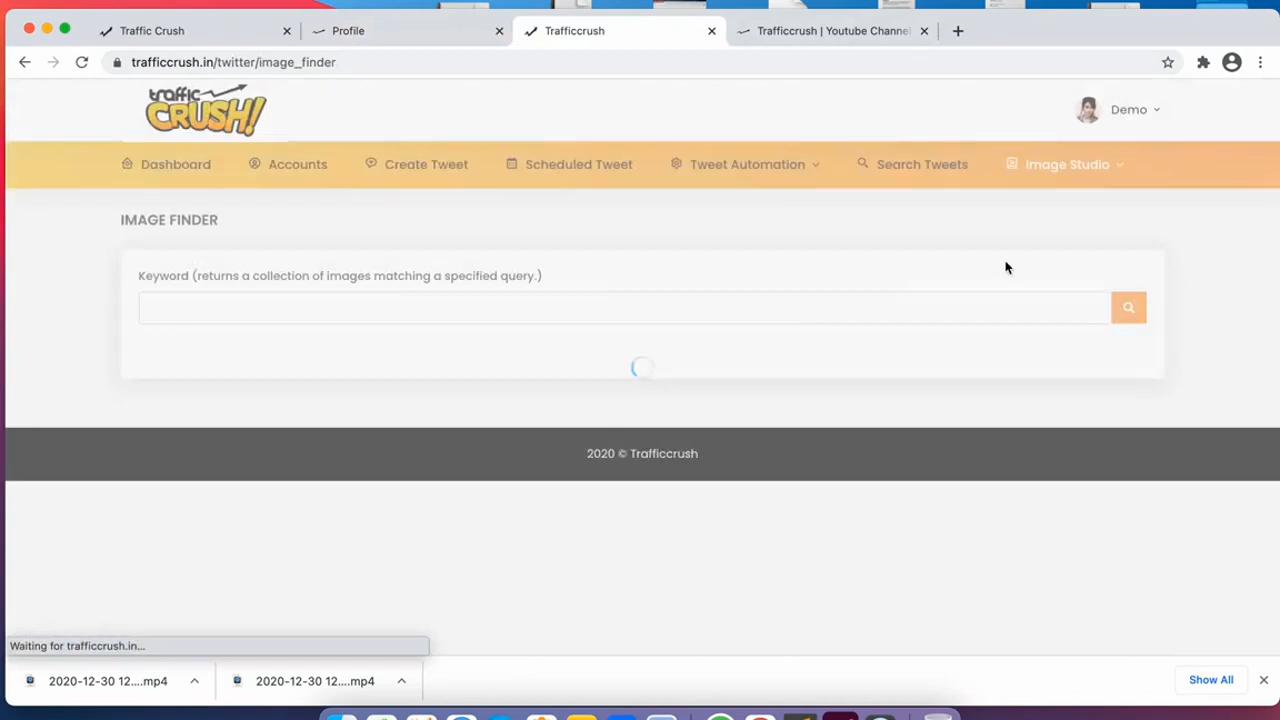 Traffic Crush
Profile
Trafficcrush
Trafficcrush | Youtube Channel
trafficcrush.in/twitter/image_finder
traffic
CRUSH!
Demo
Dashboard
Accounts
Create Tweet
Scheduled Tweet
Tweet Automation
Search Tweets
Image Studio
IMAGE FINDER
Keyword (returns a collection of images matching a specified query.)
2020 © Trafficcrush
Waiting for trafficcrush.in...
2020-12-30 12....mp4
2020-12-30 12....mp4
Show All